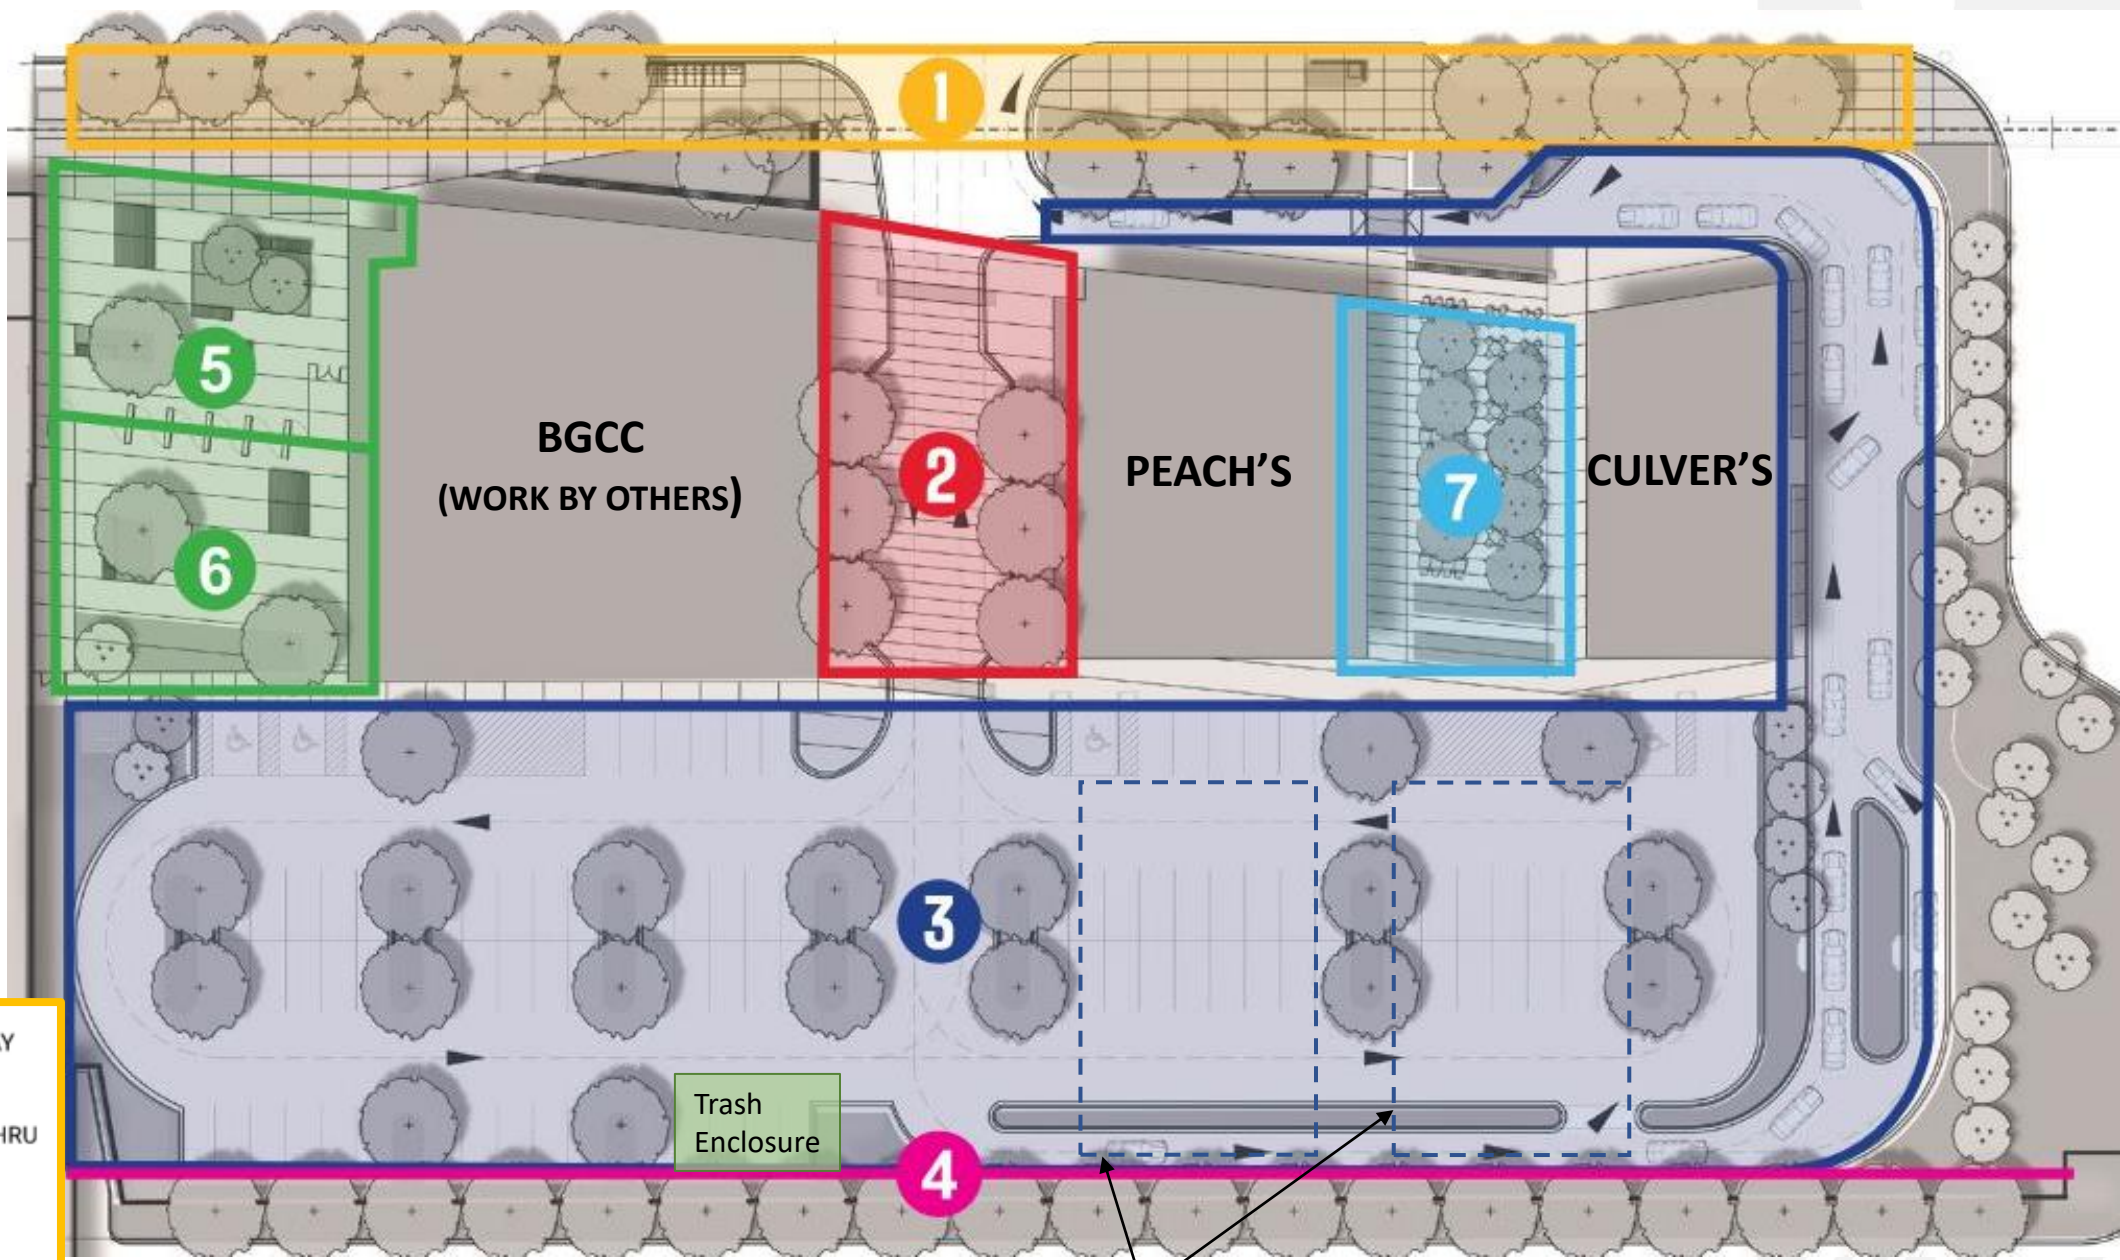 1
5
6
BGCC
(WORK BY OTHERS)
2
PEACH'S
7
CULVER'S
3
Trash
Enclosure
4
HRU